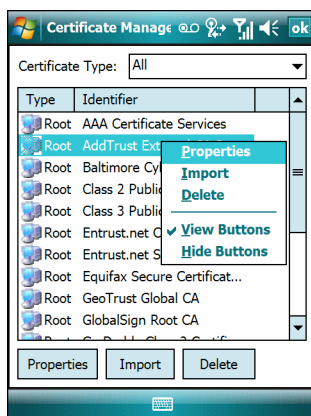 Certificate Manage ok
Certificate Type: All
Type Identifier
Root AAA Certificate Services
Root AddTrust Ext
Root Baltimore Cyl
Root Class 2 Public
Root Class 3 Public
Root Entrust.net C
Root Entrust.net S
Root Equifax Secure Certificat...
Root GeoTrust Global CA
Root GlobalSign Root CA
Properties
Import
Delete
View Buttons
Hide Buttons
Properties Import Delete